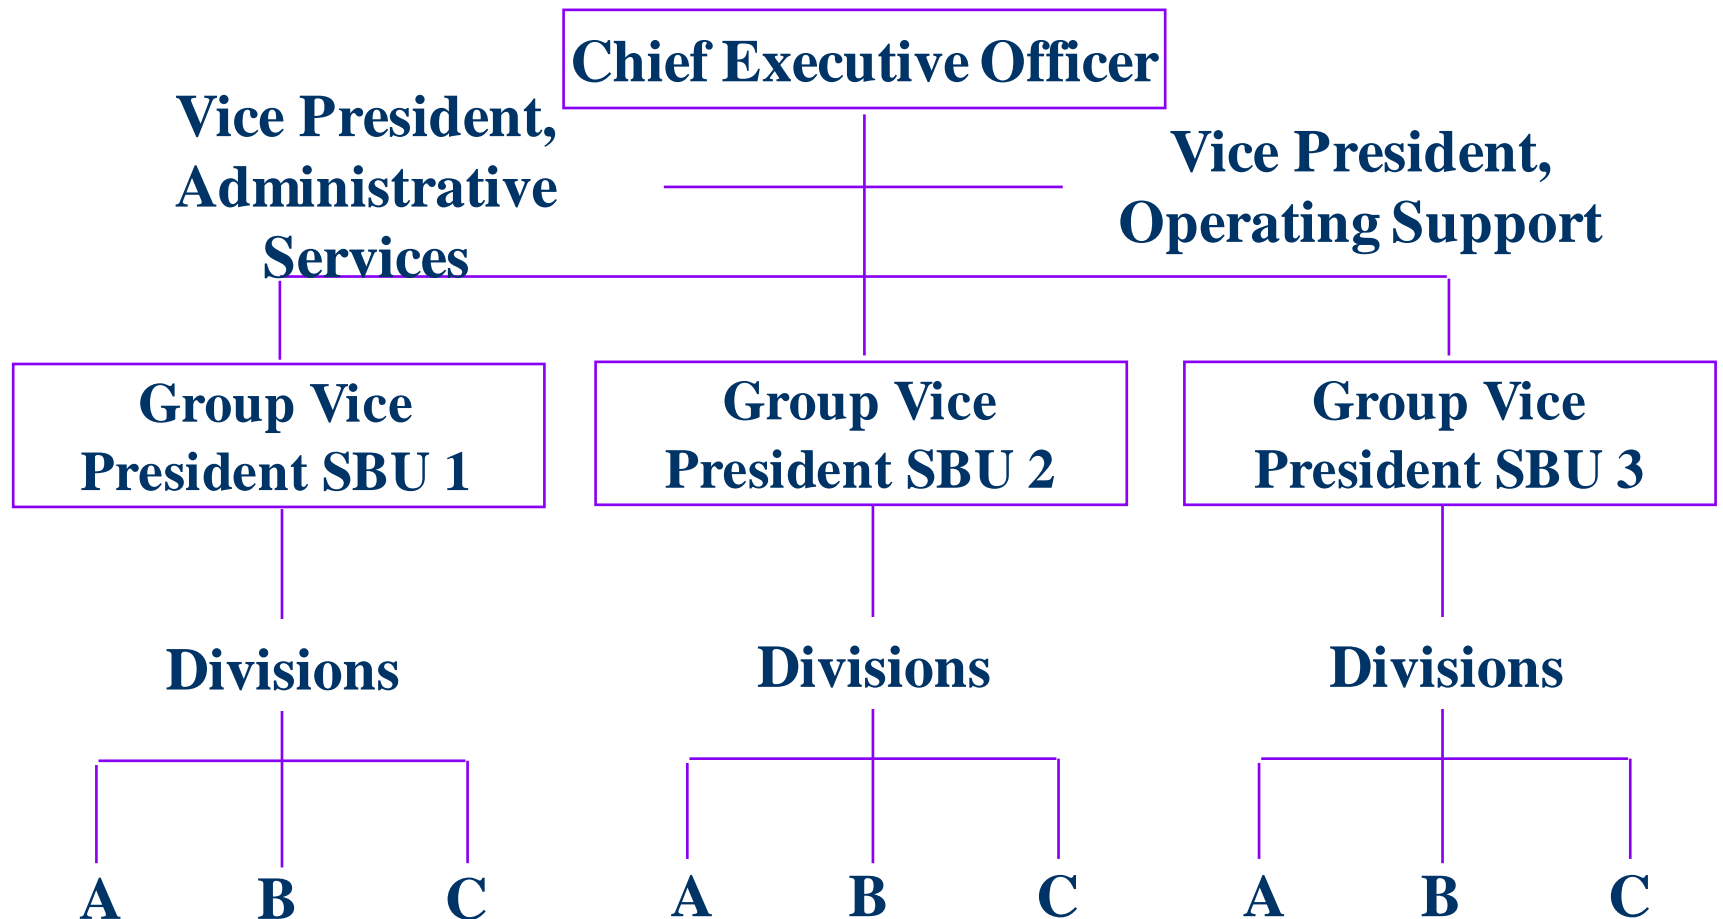 Chief Executive Officer
Vice President,
Administrative
Services
Vice President,
Operating Support
Group Vice
President SBU 1
Group Vice
President SBU 2
Group Vice
President SBU 3
Divisions
Divisions
Divisions
A B C
A B C
A B C